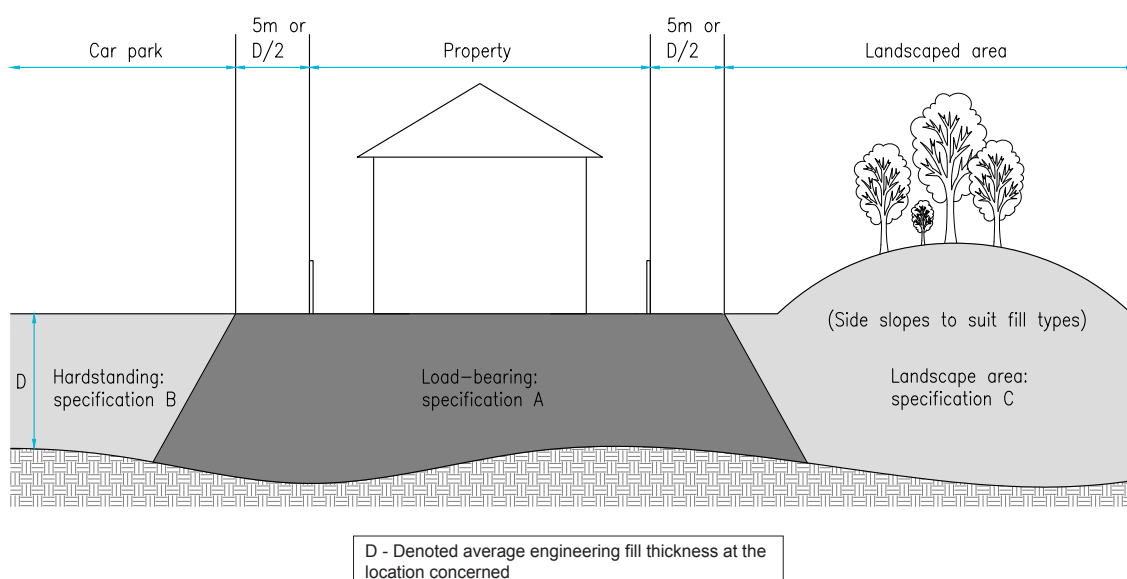 5m or
D/2
5m or
D/2
Car park
Property
Landscaped area
(Side slopes to suit fill types)
D
Hardstanding:
specification B
Load-bearing:
specification A
Landscape area:
specification C
D - Denoted average engineering fill thickness at the
location concerned